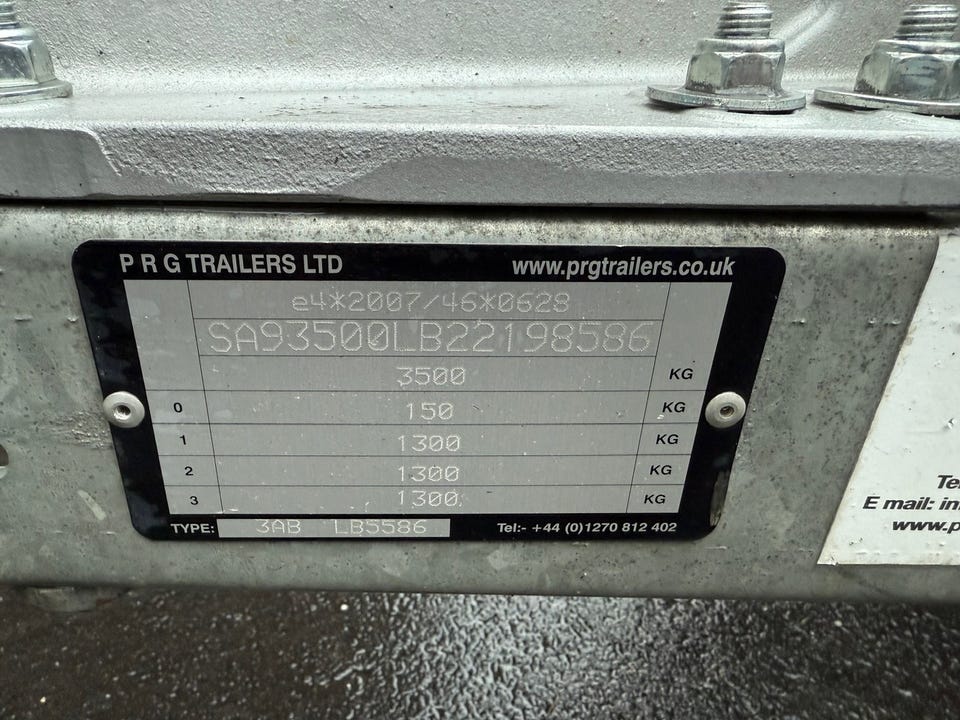 P R G TRAILERS LTD www.prgtrailers.co.uk
e4*2007/46*0628
SA93500LB22198586
3500 KG
0 150 KG
1 1300 KG
2 1300 KG
3 1300 KG
TYPE: 3AB LB5586 Tel:- +44 (0)1270 812 402
E mail: